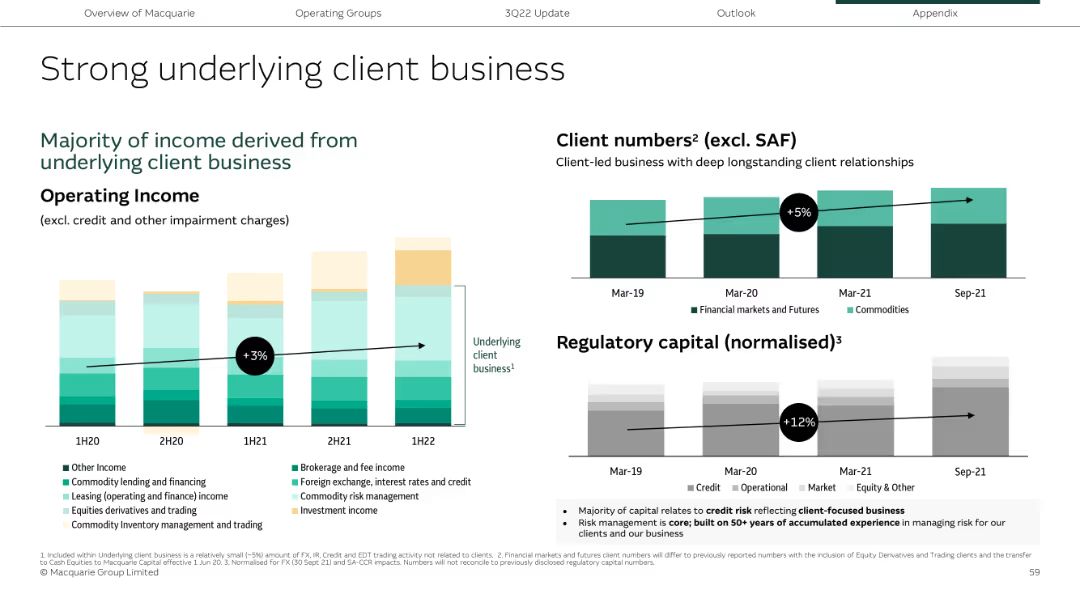 Overview of Macquarie
Operating Groups
3Q22 Update
Outlook
Appendix
Strong underlying client business
Majority of income derived from
underlying client business
Operating Income
(excl. credit and other impairment charges)
+3%
Underlying
client
business1
1H20
2H20
1H21
2H21
1H22
Other Income
Brokerage and fee income
Commodity lending and financing
Foreign exchange, interest rates and credit
Leasing (operating and finance) income
Commodity risk management
Equities derivatives and trading
Investment income
Commodity Inventory management and trading
Client numbers2 (excl. SAF)
Client-led business with deep longstanding client relationships
+5%
Mar-19
Mar-20
Mar-21
Sep-21
Financial markets and Futures
Commodities
Regulatory capital (normalised)3
+12%
Mar-19
Mar-20
Mar-21
Sep-21
Credit
Operational
Market
Equity & Other
• Majority of capital relates to credit risk reflecting client-focused business
• Risk management is core; built on 50+ years of accumulated experience in managing risk for our
clients and our business
1. Included within Underlying client business is a relatively small (~5%) amount of FX, IR, Credit and EDT trading activity not related to clients. 2. Financial markets and futures client numbers will differ to previously reported numbers with the inclusion of Equity Derivatives and Trading clients and the transfer
to Cash Equities to Macquarie Capital effective 1 Jun 20. 3. Normalised for FX (30 Sept 21) and SA-CCR impacts. Numbers will not reconcile to previously disclosed regulatory capital numbers.
© Macquarie Group Limited
59